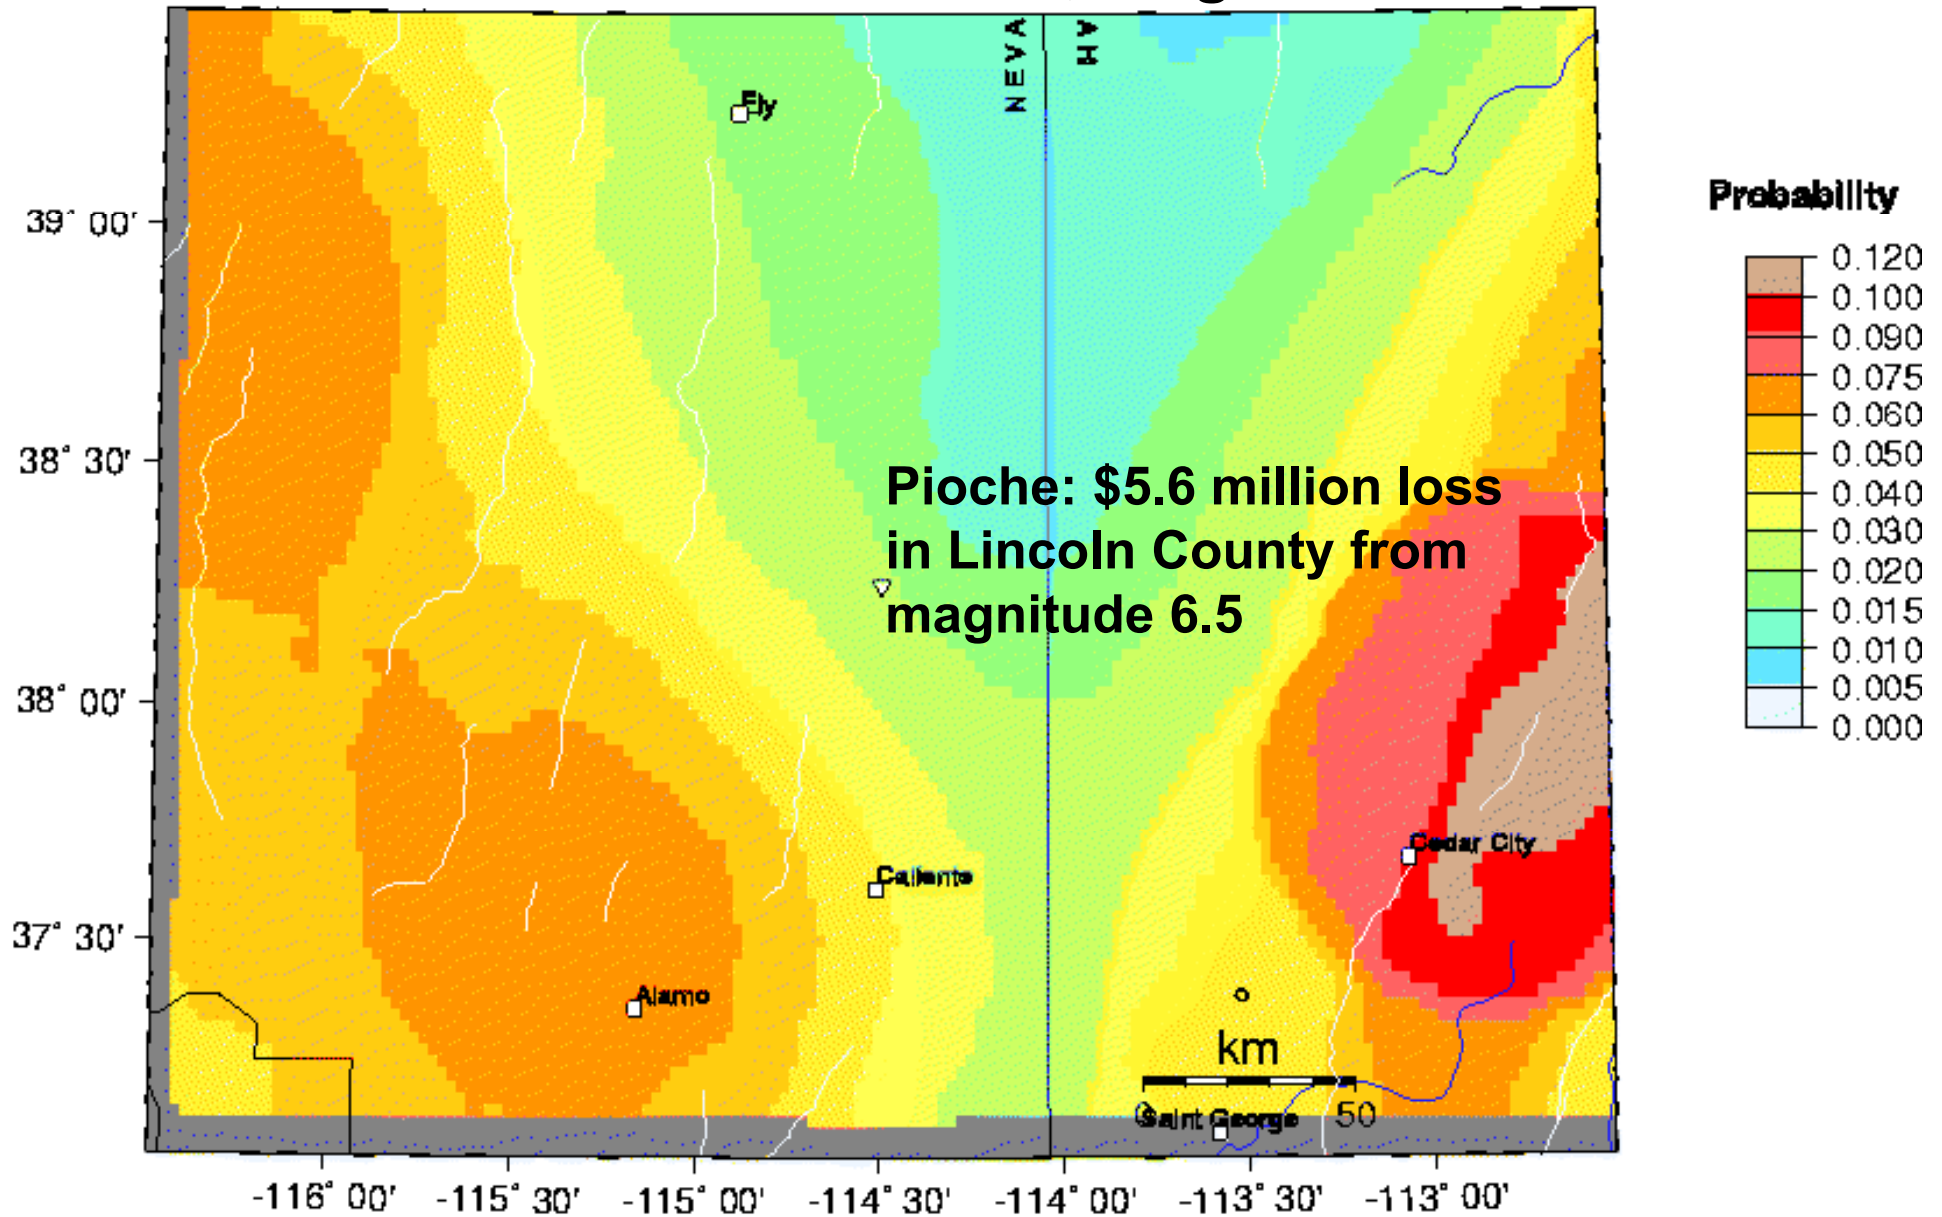 NEVA
AH
Ely
Probability
39° 00'
38° 30'
38° 00'
37° 30'
0.120
0.100
0.090
0.075
0.060
0.050
0.040
0.030
0.020
0.015
0.010
0.005
0.000
Pioche: $5.6 million loss
in Lincoln County from
magnitude 6.5
Cedar City
Caliente
Alamo
km
0 50
Saint George
-116° 00' -115° 30' -115° 00' -114° 30' -114° 00' -113° 30' -113° 00'